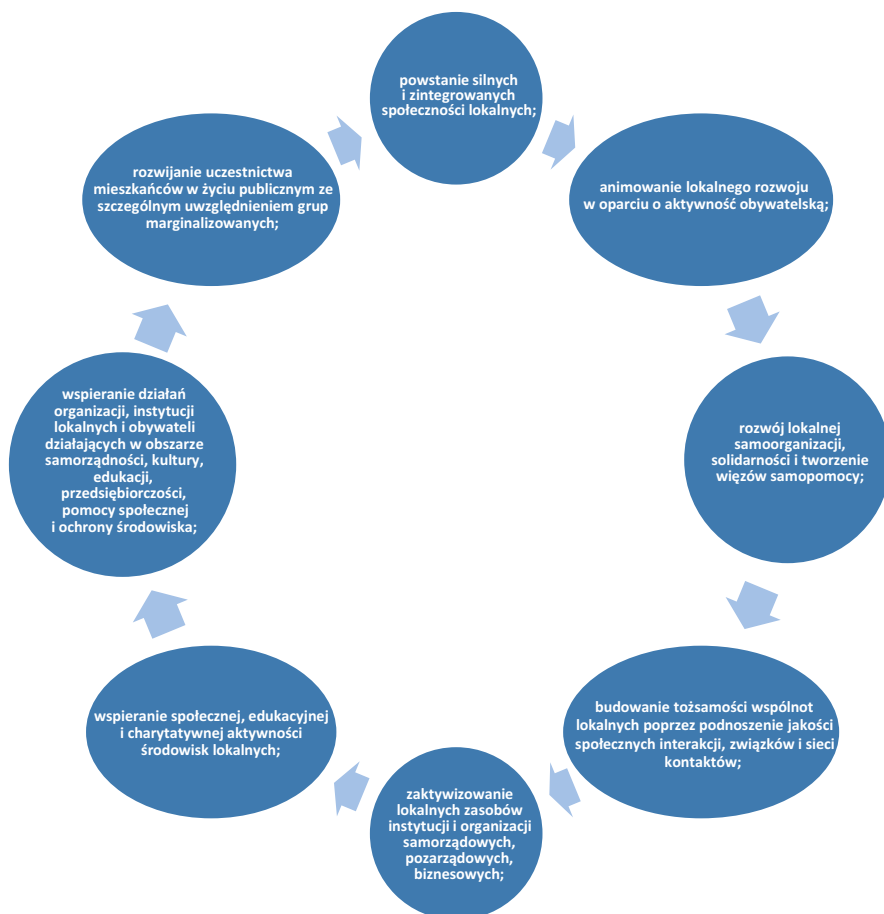 powstanie silnych
i zintegrowanych
społeczności lokalnych;
animowanie lokalnego rozwoju
w oparciu o aktywność obywatelską;
rozwój lokalnej
samoorganizacji,
solidarności i tworzenie
więzów samopomocy;
budowanie tożsamości wspólnot
lokalnych poprzez podnoszenie jakości
społecznych interakcji, związków i sieci
kontaktów;
zaktywizowanie
lokalnych zasobów
instytucji i organizacji
samorządowych,
pozarządowych,
biznesowych;
wspieranie społecznej, edukacyjnej
i charytatywnej aktywności
środowisk lokalnych;
wspieranie działań
organizacji, instytucji
lokalnych i obywateli
działających w obszarze
samorządności, kultury,
edukacji,
przedsiębiorczości,
pomocy społecznej
i ochrony środowiska;
rozwijanie uczestnictwa
mieszkańców w życiu publicznym ze
szczególnym uwzględnieniem grup
marginalizowanych;